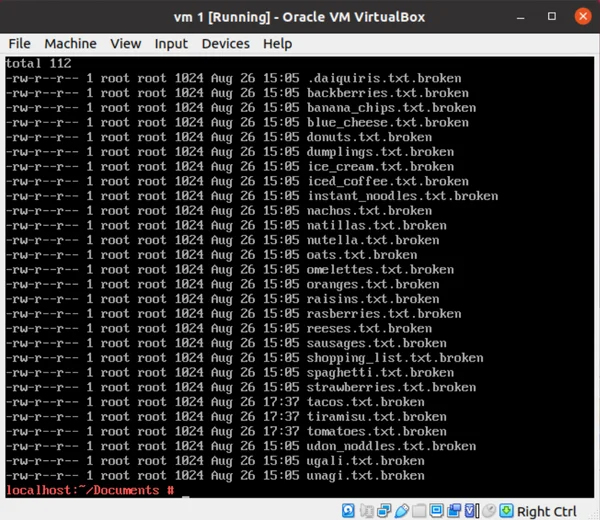 vm 1 [Running] - Oracle VM VirtualBox
File Machine View Input Devices Help
total 112
-rw-r--r-- 1 root root 1024 Aug 26 15:05 .daiquiris.txt.broken
-rw-r--r-- 1 root root 1024 Aug 26 15:05 backberries.txt.broken
-rw-r--r-- 1 root root 1024 Aug 26 15:05 banana_chips.txt.broken
-rw-r--r-- 1 root root 1024 Aug 26 15:05 blue_cheese.txt.broken
-rw-r--r-- 1 root root 1024 Aug 26 15:05 donuts.txt.broken
-rw-r--r-- 1 root root 1024 Aug 26 15:05 dumplings.txt.broken
-rw-r--r-- 1 root root 1024 Aug 26 15:05 ice_cream.txt.broken
-rw-r--r-- 1 root root 1024 Aug 26 15:05 iced_coffee.txt.broken
-rw-r--r-- 1 root root 1024 Aug 26 15:05 instant_noodles.txt.broken
-rw-r--r-- 1 root root 1024 Aug 26 15:05 nachos.txt.broken
-rw-r--r-- 1 root root 1024 Aug 26 15:05 natillas.txt.broken
-rw-r--r-- 1 root root 1024 Aug 26 15:05 nutella.txt.broken
-rw-r--r-- 1 root root 1024 Aug 26 15:05 oats.txt.broken
-rw-r--r-- 1 root root 1024 Aug 26 15:05 omelettes.txt.broken
-rw-r--r-- 1 root root 1024 Aug 26 15:05 oranges.txt.broken
-rw-r--r-- 1 root root 1024 Aug 26 15:05 raisins.txt.broken
-rw-r--r-- 1 root root 1024 Aug 26 15:05 rasberries.txt.broken
-rw-r--r-- 1 root root 1024 Aug 26 15:05 reeses.txt.broken
-rw-r--r-- 1 root root 1024 Aug 26 15:05 sausages.txt.broken
-rw-r--r-- 1 root root 1024 Aug 26 15:05 shopping_list.txt.broken
-rw-r--r-- 1 root root 1024 Aug 26 15:05 spaghetti.txt.broken
-rw-r--r-- 1 root root 1024 Aug 26 15:05 strawberries.txt.broken
-rw-r--r-- 1 root root 1024 Aug 26 17:37 tacos.txt.broken
-rw-r--r-- 1 root root 1024 Aug 26 17:37 tiramisu.txt.broken
-rw-r--r-- 1 root root 1024 Aug 26 17:37 tomatoes.txt.broken
-rw-r--r-- 1 root root 1024 Aug 26 15:05 udon_noddles.txt.broken
-rw-r--r-- 1 root root 1024 Aug 26 15:05 ugali.txt.broken
-rw-r--r-- 1 root root 1024 Aug 26 15:05 unagi.txt.broken
localhost:~/Documents # _
Right Ctrl